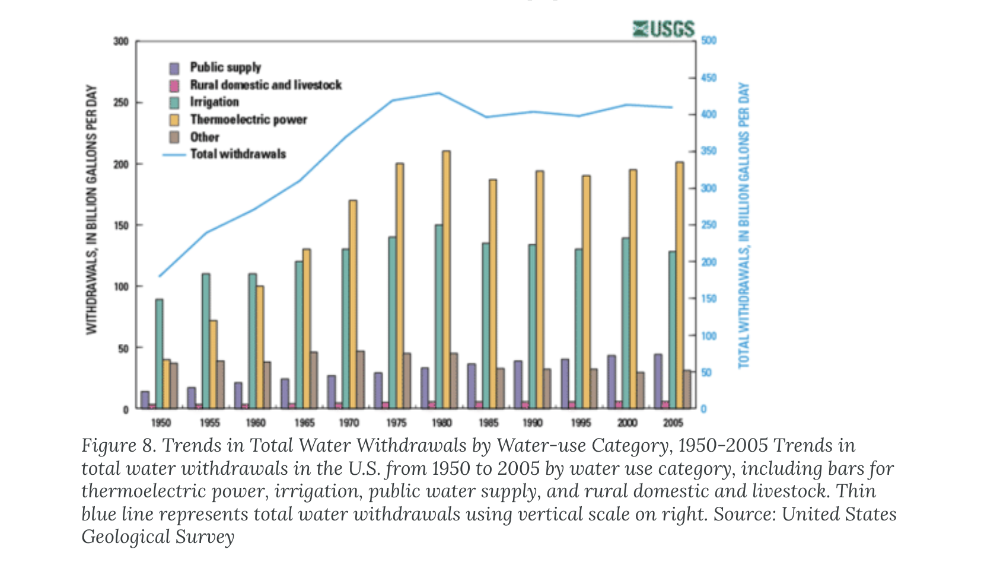 USGS
300
250
200
150
100
50
0
WITHDRAWALS, IN BILLION GALLONS PER DAY
Public supply
Rural domestic and livestock
Irrigation
Thermoelectric power
Other
Total withdrawals
500
450
400
350
300
250
200
150
100
50
0
TOTAL WITHDRAWALS, IN BILLION GALLONS PER DAY
1950 1955 1960 1965 1970 1975 1980 1985 1990 1995 2000 2005
Figure 8. Trends in Total Water Withdrawals by Water-use Category, 1950-2005 Trends in
total water withdrawals in the U.S. from 1950 to 2005 by water use category, including bars for
thermoelectric power, irrigation, public water supply, and rural domestic and livestock. Thin
blue line represents total water withdrawals using vertical scale on right. Source: United States
Geological Survey